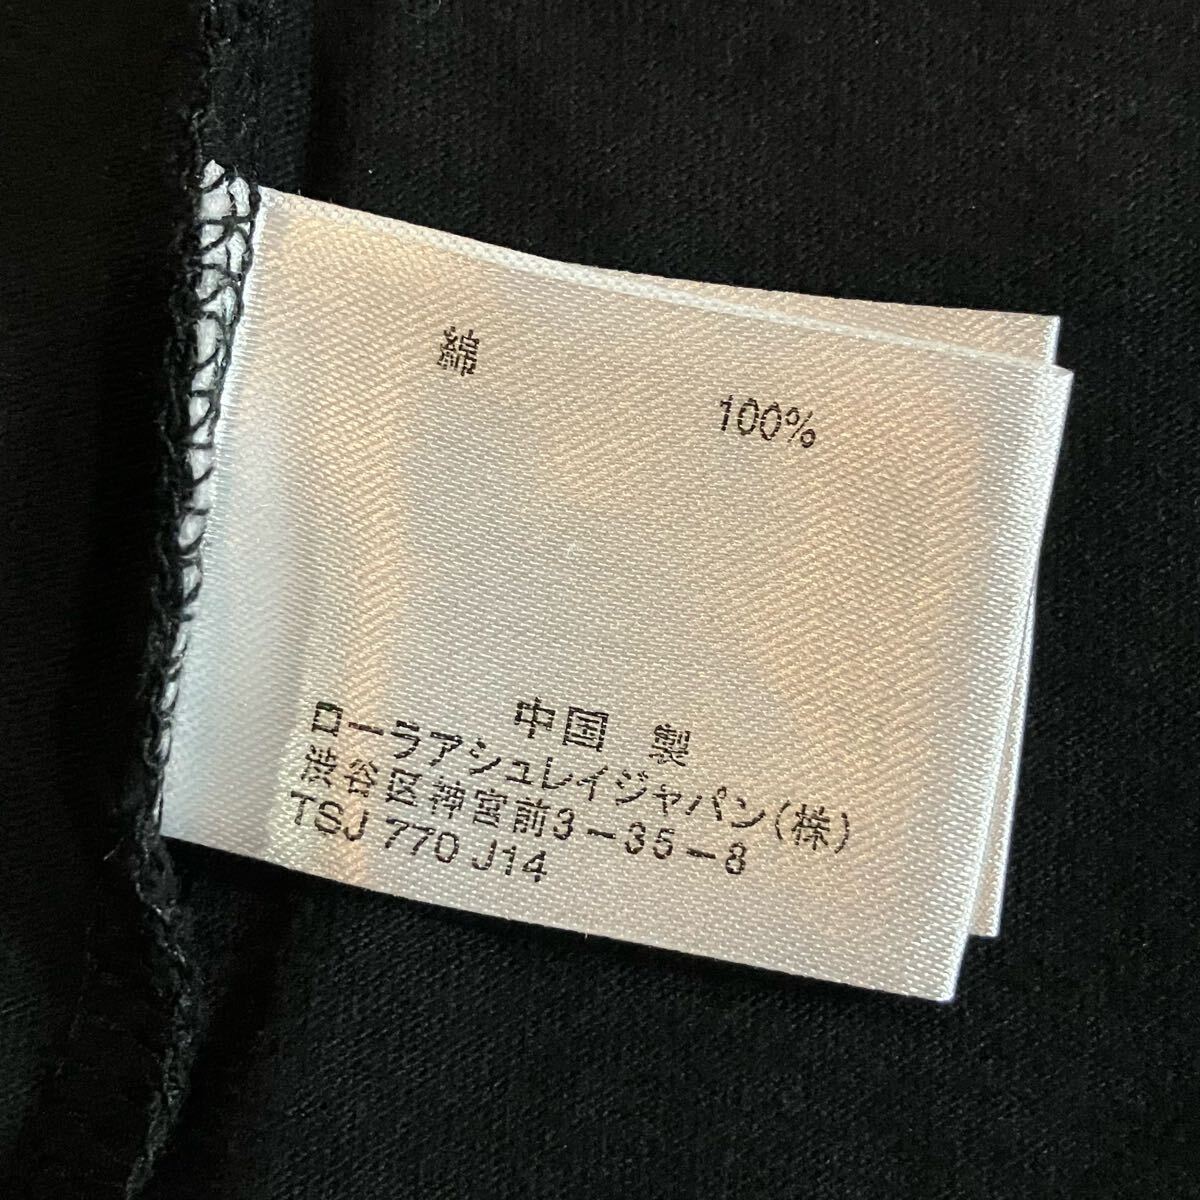 綿 100%
中国 製
ローラアシュレイジャパン(株)
渋谷区神宮前3-35-8
TSJ 770 J14